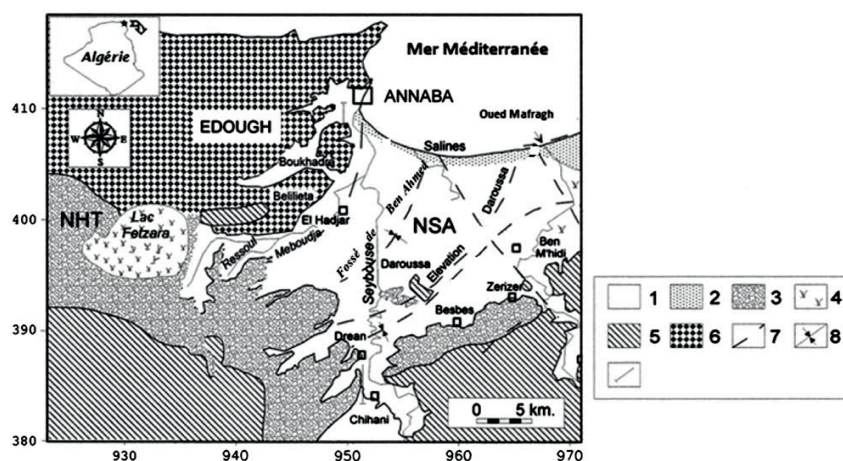 Algérie
Mer Méditerranée
N
W E
S
410
ANNABA
Oued Mafragh
EDOUGH
Salines
Boukhadra
Ben Ahmed
Daroussa
Belilieta
400
NHT
Lac Fetzara
El Hadjar
NSA
Ressoul
Meboudja
Fossé de
Seybouse
Ben M'hidi
Daroussa
Elevation
Zerizer
390
Besbes
Drean
Chihani
0 5 km.
380
930 940 950 960 970
1 2 3 4
5 6 7 8